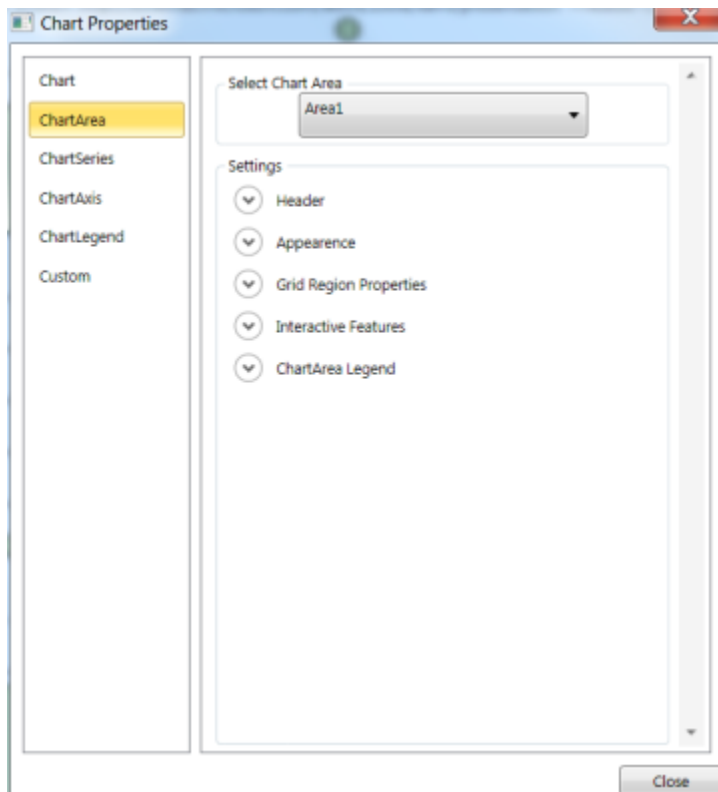 Chart Properties
Chart
ChartArea
ChartSeries
ChartAxis
ChartLegend
Custom
Select Chart Area
Area1
Settings
Header
Appearence
Grid Region Properties
Interactive Features
ChartArea Legend
Close